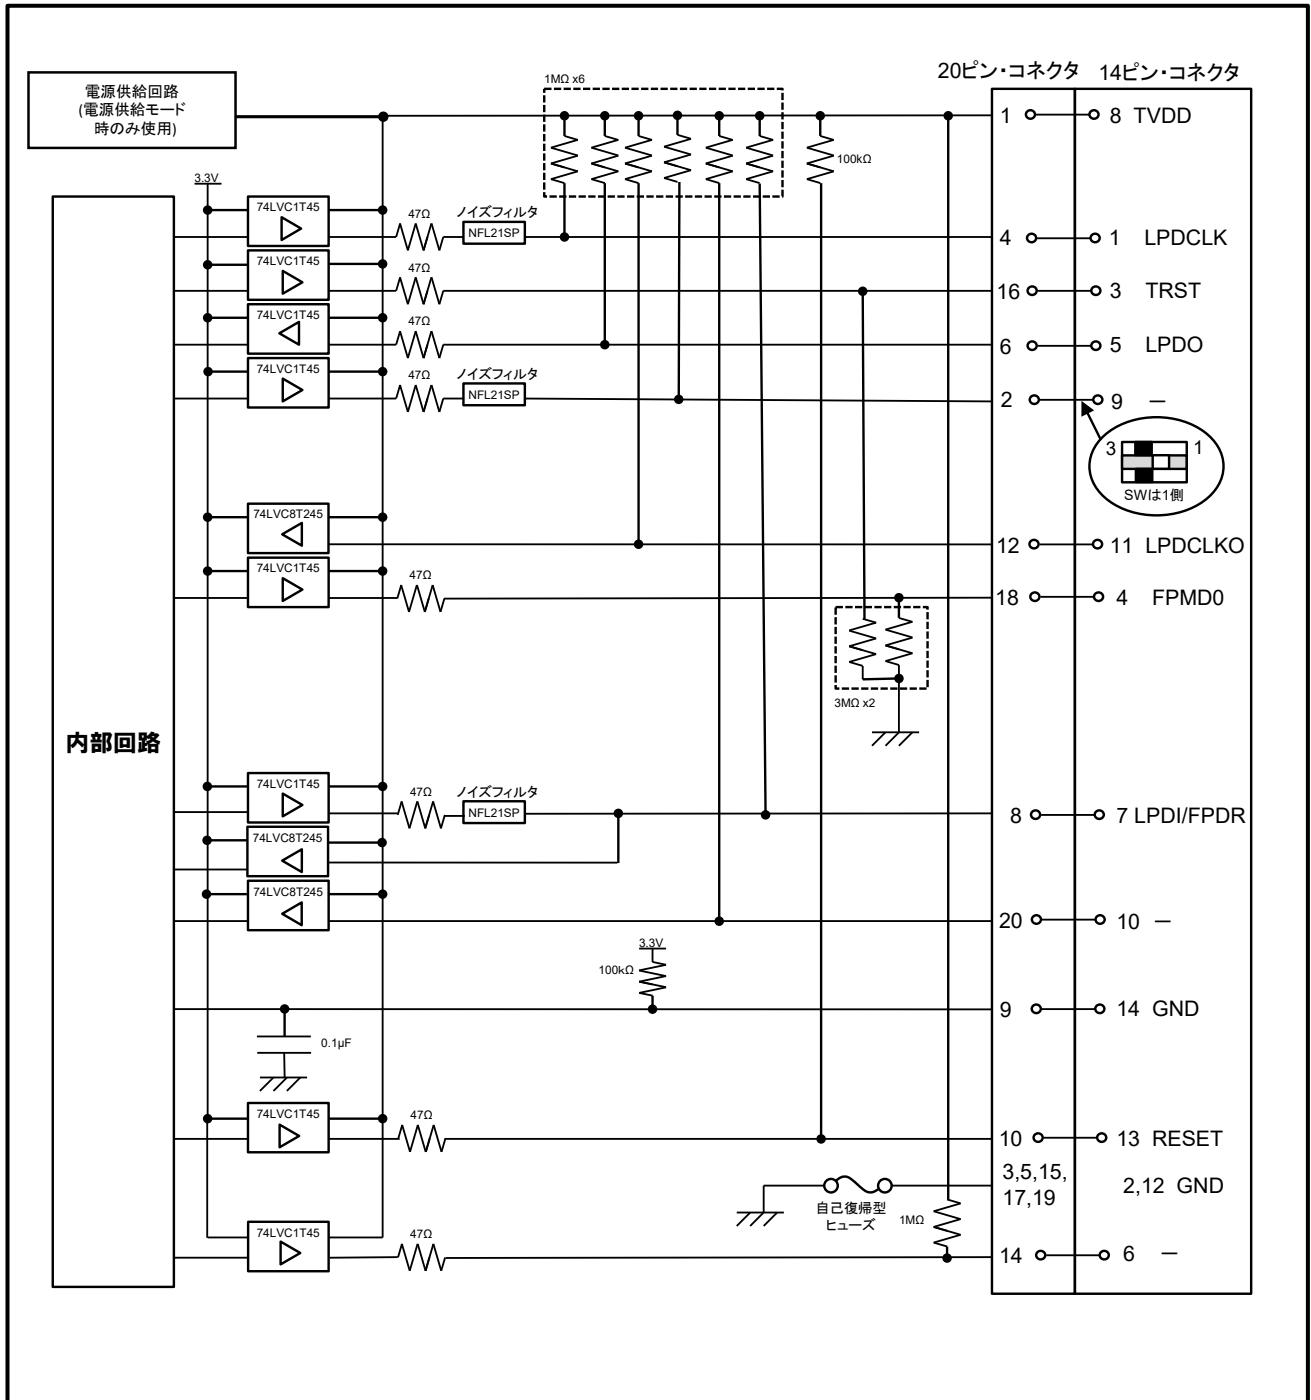 20ピン・コネクタ 14ピン・コネクタ
電源供給回路
(電源供給モード
時のみ使用)
1MΩ x6
1 8 TVDD
100kΩ
3.3V
74LVC1T45 47Ω ノイズフィルタ
NFL21SP
4 1 LPDCLK
74LVC1T45 47Ω
16 3 TRST
74LVC1T45 47Ω
6 5 LPDO
74LVC1T45 47Ω ノイズフィルタ
NFL21SP
2 9 —
3 1
SWは1側
74LVC8T245
12 11 LPDCLKO
74LVC1T45 47Ω
18 4 FPMD0
3MΩ x2
内部回路
74LVC1T45 47Ω ノイズフィルタ
NFL21SP
8 7 LPDI/FPDR
74LVC8T245
74LVC8T245
20 10 —
3.3V
100kΩ
9 14 GND
0.1µF
74LVC1T45 47Ω
10 13 RESET
3,5,15,
17,19
2,12 GND
自己復帰型
ヒューズ
1MΩ
74LVC1T45 47Ω
14 6 —